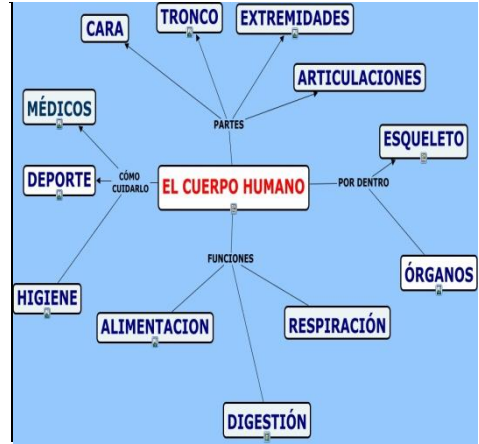 TRONCO
EXTREMIDADES
CARA
ARTICULACIONES
MÉDICOS
PARTES
ESQUELETO
DEPORTE
CÓMO
CUIDARLO
EL CUERPO HUMANO
POR DENTRO
FUNCIONES
ÓRGANOS
HIGIENE
ALIMENTACION
RESPIRACIÓN
DIGESTIÓN